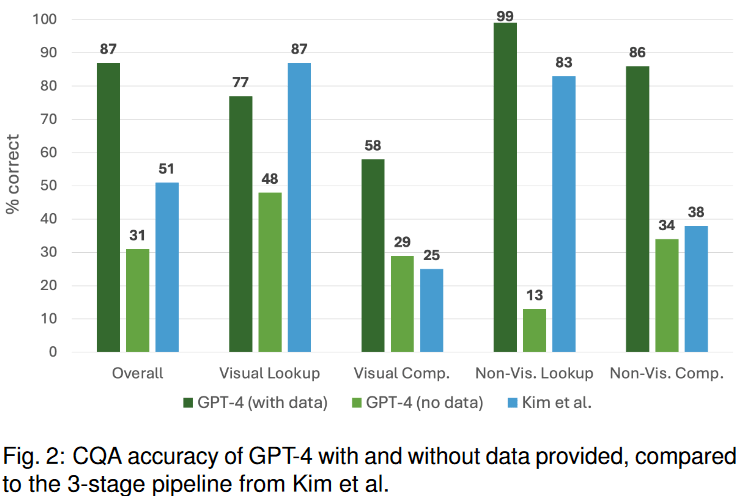 100
90
80
70
60
50
40
30
20
10
0
% correct
87
31
51
77
48
87
58
29
25
99
13
83
86
34
38
Overall
Visual Lookup
Visual Comp.
Non-Vis. Lookup
Non-Vis. Comp.
GPT-4 (with data)
GPT-4 (no data)
Kim et al.
Fig. 2: CQA accuracy of GPT-4 with and without data provided, compared
to the 3-stage pipeline from Kim et al.